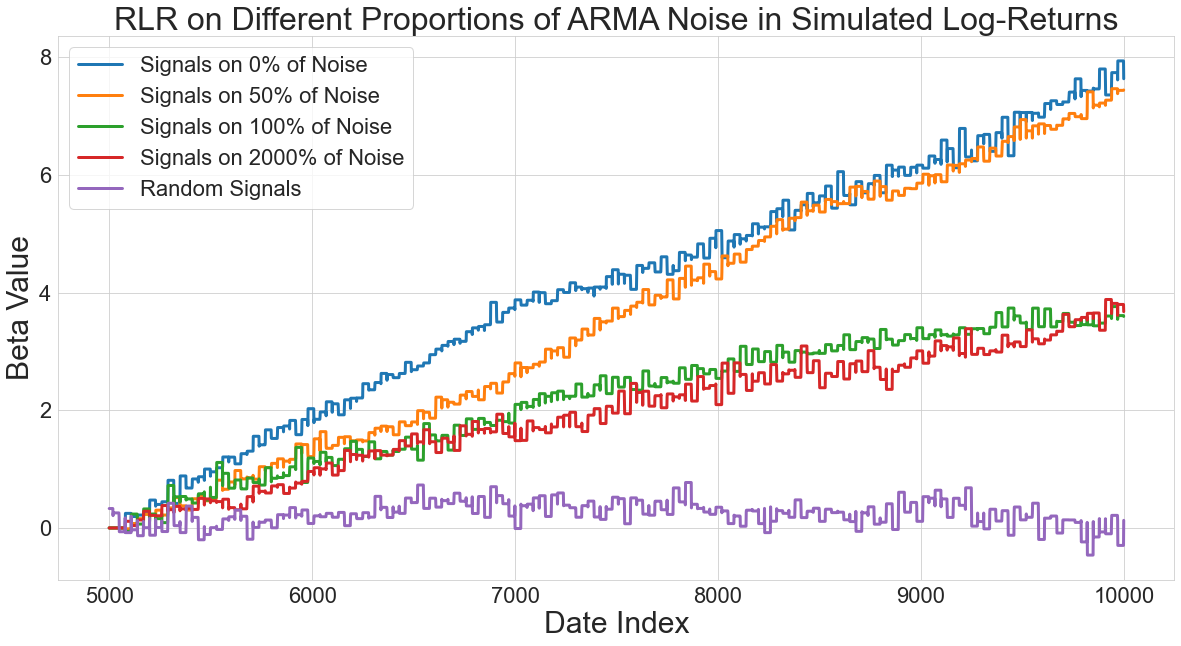 RLR on Different Proportions of ARMA Noise in Simulated Log-Returns
Signals on 0% of Noise
Signals on 50% of Noise
Signals on 100% of Noise
Signals on 2000% of Noise
Random Signals
Beta Value
8
6
4
2
0
5000 6000 7000 8000 9000 10000
Date Index